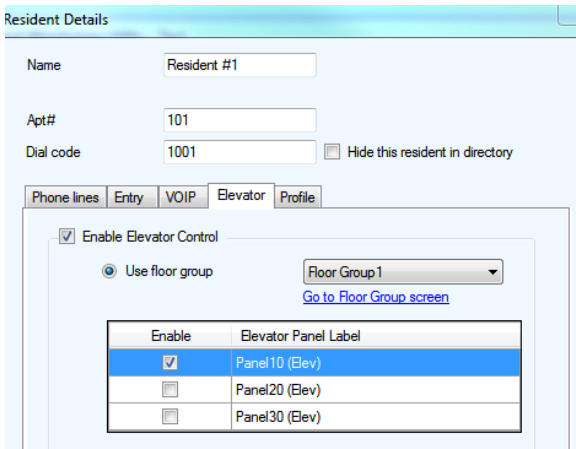 Resident Details
Name Resident #1
Apt# 101
Dial code 1001 Hide this resident in directory
Phone lines Entry VOIP Elevator Profile
Enable Elevator Control
Use floor group Floor Group1
Go to Floor Group screen
Enable Elevator Panel Label
Panel10 (Elev)
Panel20 (Elev)
Panel30 (Elev)